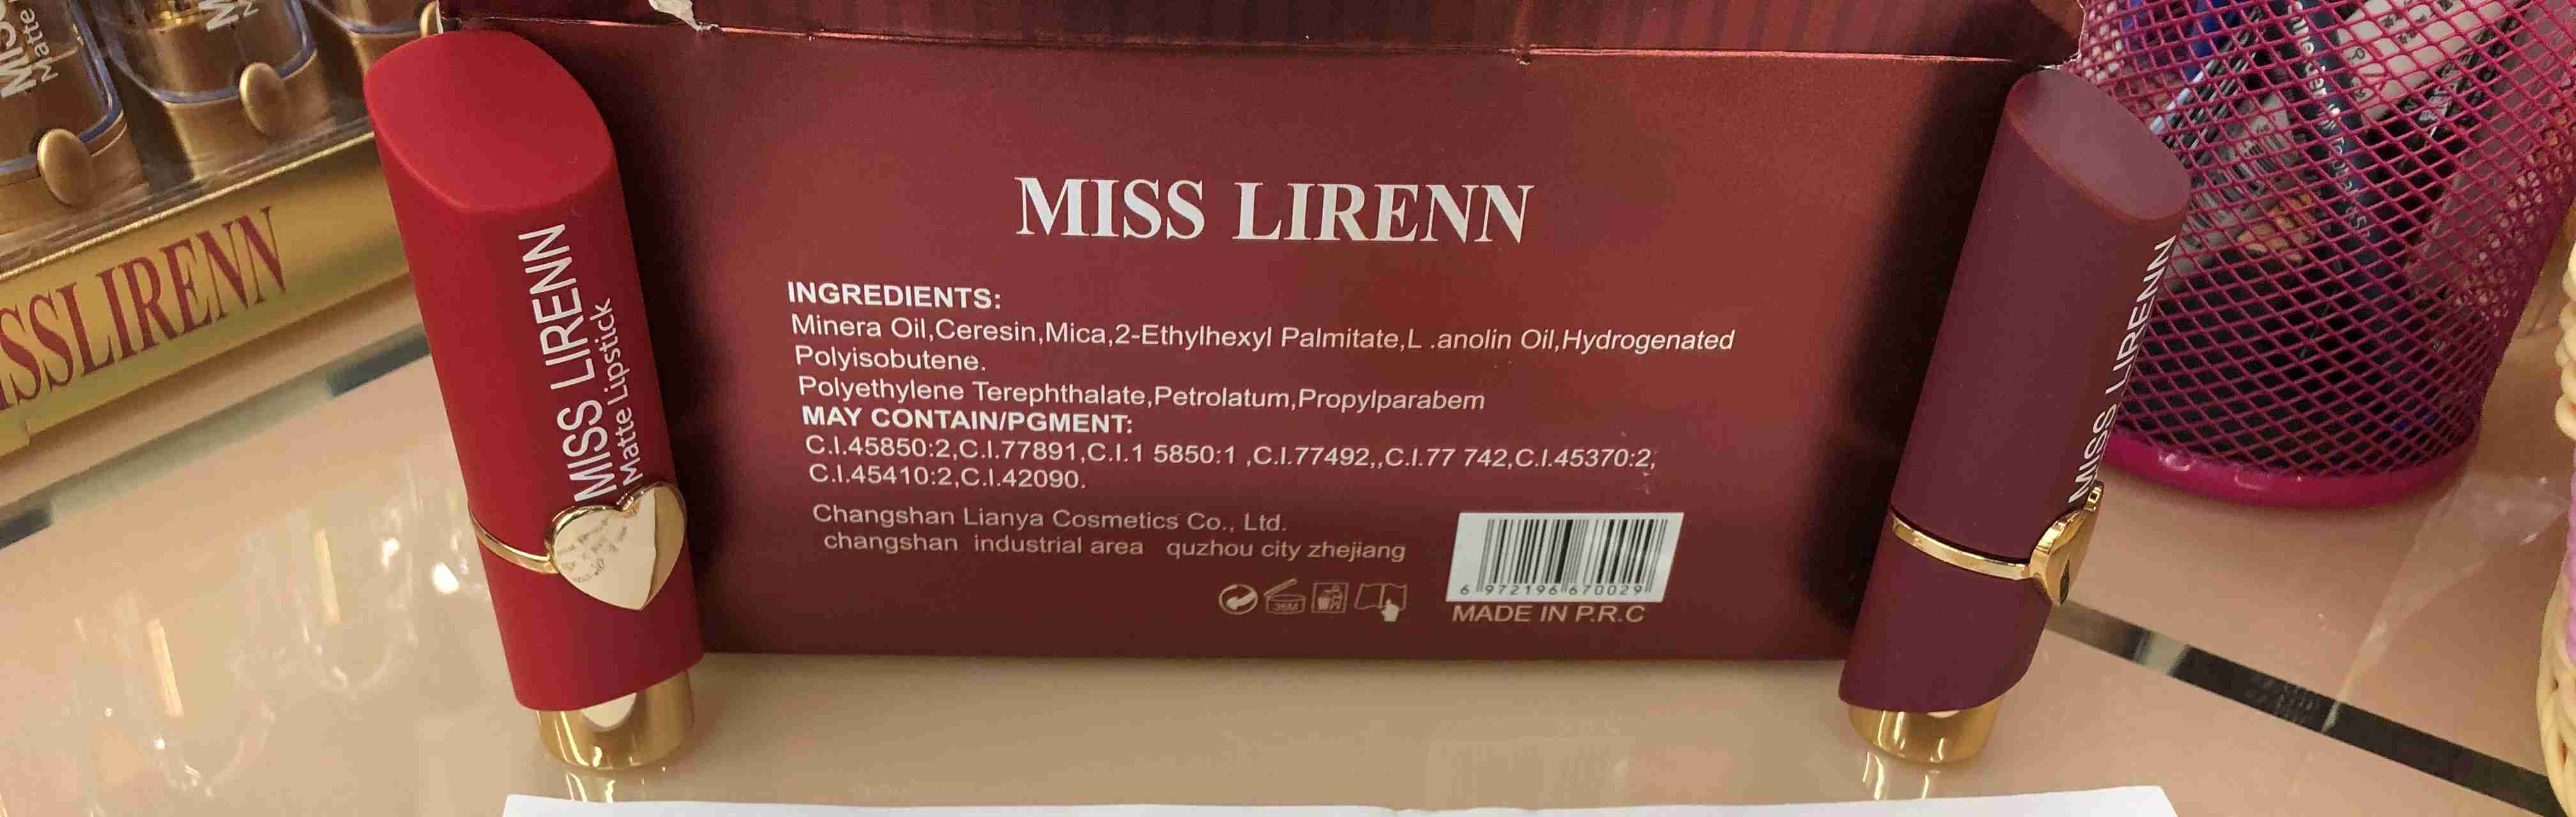 MISS LIRENN
INGREDIENTS:
Minera Oil,Ceresin,Mica,2-Ethylhexyl Palmitate,L .anolin Oil,Hydrogenated
Polyisobutene.
Polyethylene Terephthalate,Petrolatum,Propylparabem
MAY CONTAIN/PGMENT:
C.I.45850:2,C.I.77891,C.I.1 5850:1 ,C.I.77492,,C.I.77 742,C.I.45370:2,
C.I.45410:2,C.I.42090.
Changshan Lianya Cosmetics Co., Ltd.
changshan industrial area quzhou city zhejiang
36M
6 972196 670029
MADE IN P.R.C
MISS LIRENN
Matte Lipstick
MISS LIRENN
SSLIRENN
Matte